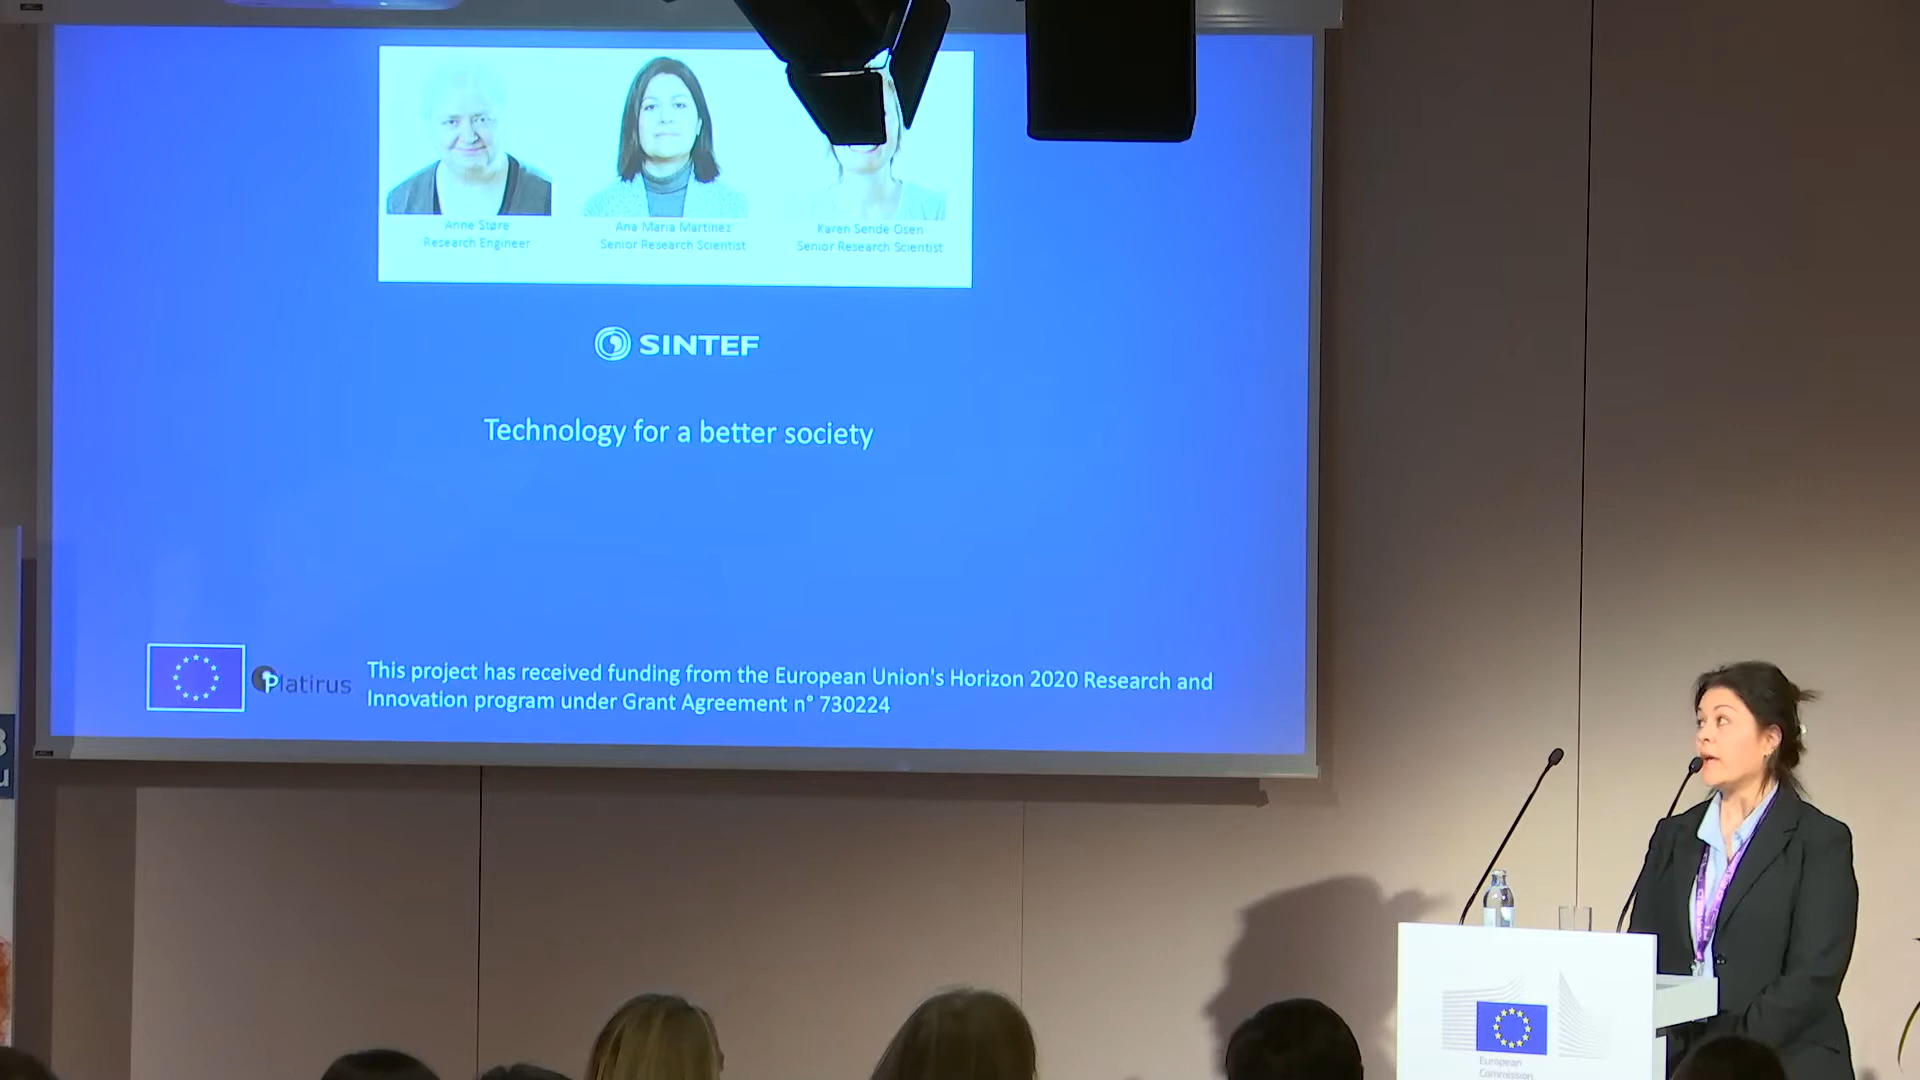 Anne Støre
Research Engineer
Ana Maria Martinez
Senior Research Scientist
Karen Sende Osen
Senior Research Scientist
SINTEF
Technology for a better society
Platirus
This project has received funding from the European Union's Horizon 2020 Research and
Innovation program under Grant Agreement n° 730224
European
Commission